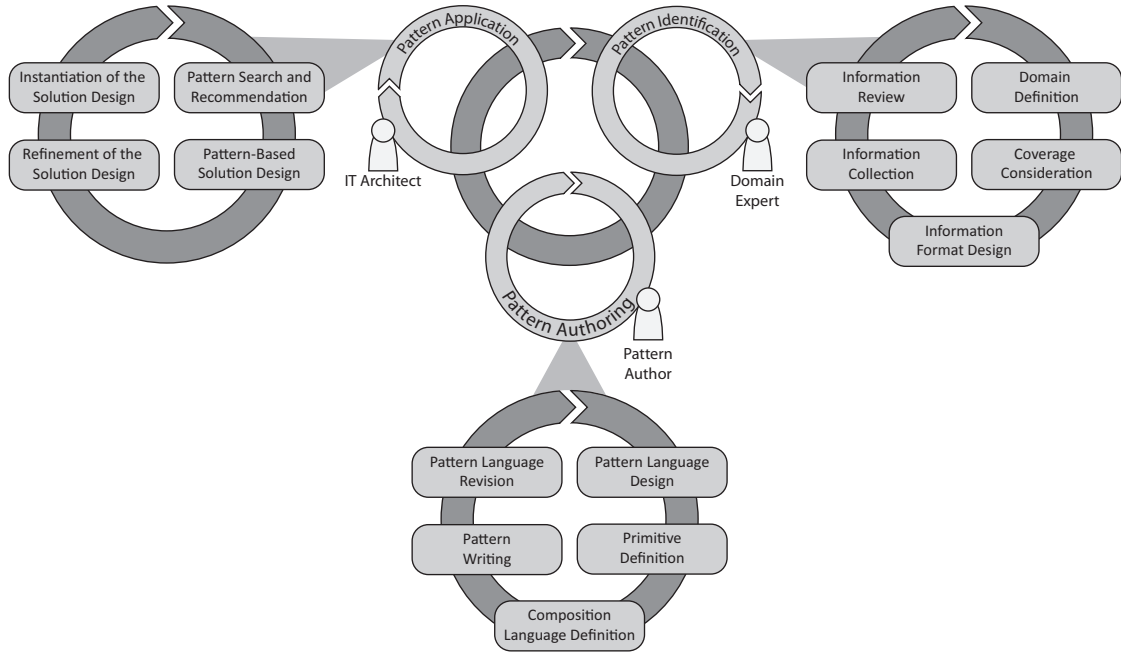 Pattern Application
Pattern Identification
Instantiation of the
Solution Design
Pattern Search and
Recommendation
Refinement of the
Solution Design
Pattern-Based
Solution Design
IT Architect
Domain
Expert
Information
Review
Domain
Definition
Information
Collection
Coverage
Consideration
Information
Format Design
Pattern Authoring
Pattern
Author
Pattern Language
Revision
Pattern Language
Design
Pattern
Writing
Primitive
Definition
Composition
Language Definition